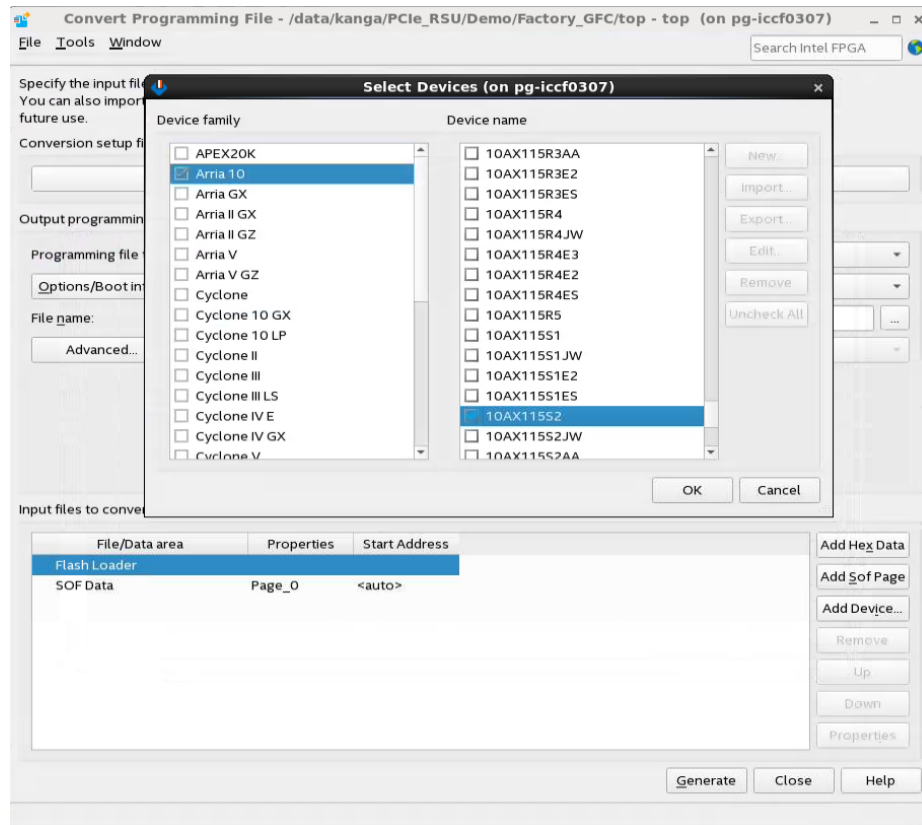 Convert Programming File - /data/kanga/PCIe_RSU/Demo/Factory_GFC/top - top (on pg-iccf0307)
File Tools Window
Search Intel FPGA
Specify the input file
You can also import
future use.
Conversion setup fi
Output programmin
Programming file
Options/Boot in
File name:
...
Advanced...
Select Devices (on pg-iccf0307)
Device family
Device name
APEX20K
Arria 10
Arria GX
Arria II GX
Arria II GZ
Arria V
Arria V GZ
Cyclone
Cyclone 10 GX
Cyclone 10 LP
Cyclone II
Cyclone III
Cyclone III LS
Cyclone IV E
Cyclone IV GX
Cyclone V
10AX115R3AA
10AX115R3E2
10AX115R3ES
10AX115R4
10AX115R4JW
10AX115R4E3
10AX115R4E2
10AX115R4ES
10AX115R5
10AX115S1
10AX115S1JW
10AX115S1E2
10AX115S1ES
10AX115S2
10AX115S2JW
10AX115S2AA
New...
Import...
Export...
Edit...
Remove
Uncheck All
OK Cancel
Input files to conve
File/Data area Properties Start Address
Flash Loader
SOF Data Page_0 <auto>
Add Hex Data
Add Sof Page
Add Device...
Remove
Up
Down
Properties
Generate Close Help